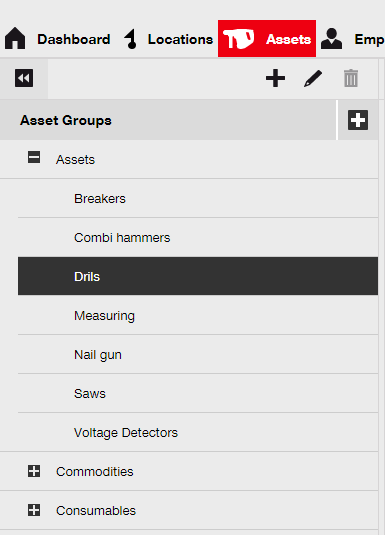 Dashboard Locations Assets Emp
Asset Groups
Assets
Breakers
Combi hammers
Drils
Measuring
Nail gun
Saws
Voltage Detectors
Commodities
Consumables